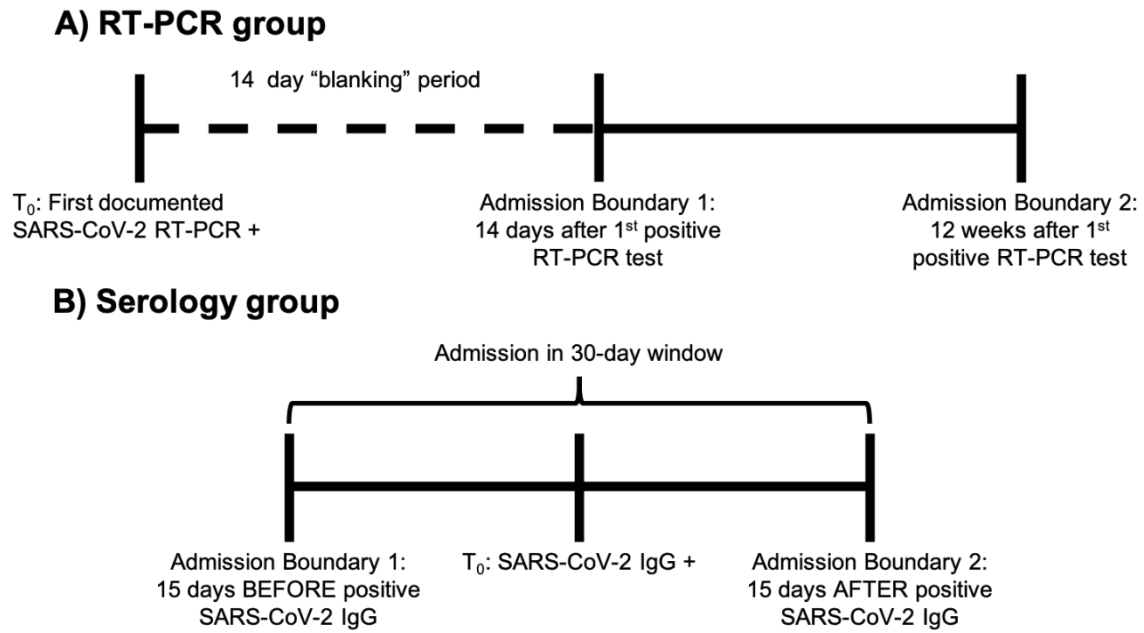 A) RT-PCR group
14 day “blanking” period
T0: First documented
SARS-CoV-2 RT-PCR +
Admission Boundary 1:
14 days after 1st positive
RT-PCR test
Admission Boundary 2:
12 weeks after 1st
positive RT-PCR test
B) Serology group
Admission in 30-day window
Admission Boundary 1:
15 days BEFORE positive
SARS-CoV-2 IgG
T0: SARS-CoV-2 IgG +
Admission Boundary 2:
15 days AFTER positive
SARS-CoV-2 IgG